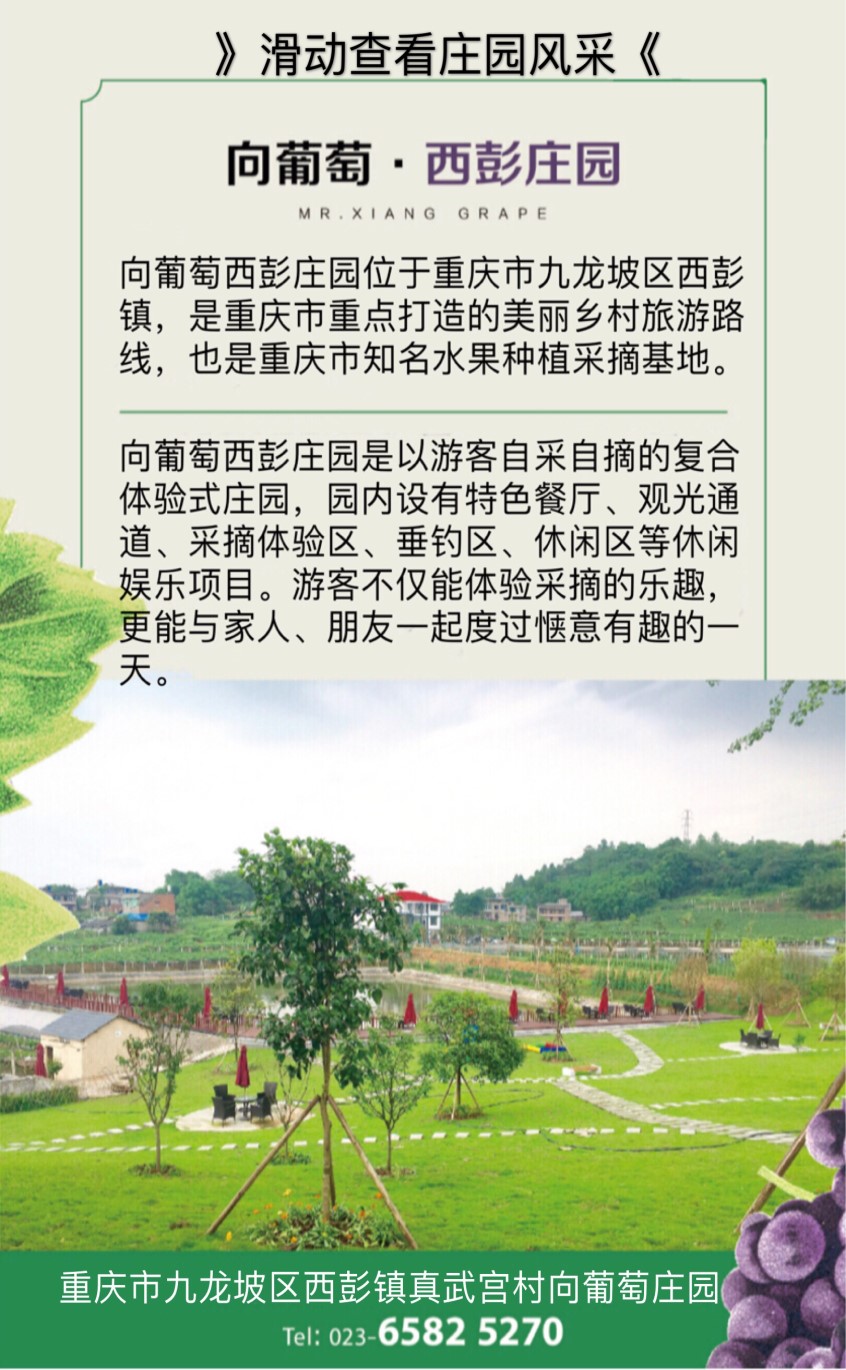 》滑动查看庄园风采《
向葡萄·西彭庄园
MR.XIANG GRAPE
向葡萄西彭庄园位于重庆市九龙坡区西彭
镇，是重庆市重点打造的美丽乡村旅游路
线，也是重庆市知名水果种植采摘基地。
向葡萄西彭庄园是以游客自采自摘的复合
体验式庄园，园内设有特色餐厅、观光通
道、采摘体验区、垂钓区、休闲区等休闲
娱乐项目。游客不仅能体验采摘的乐趣，
更能与家人、朋友一起度过惬意有趣的一
天。
重庆市九龙坡区西彭镇真武宫村向葡萄庄园
Tel: 023-6582 5270